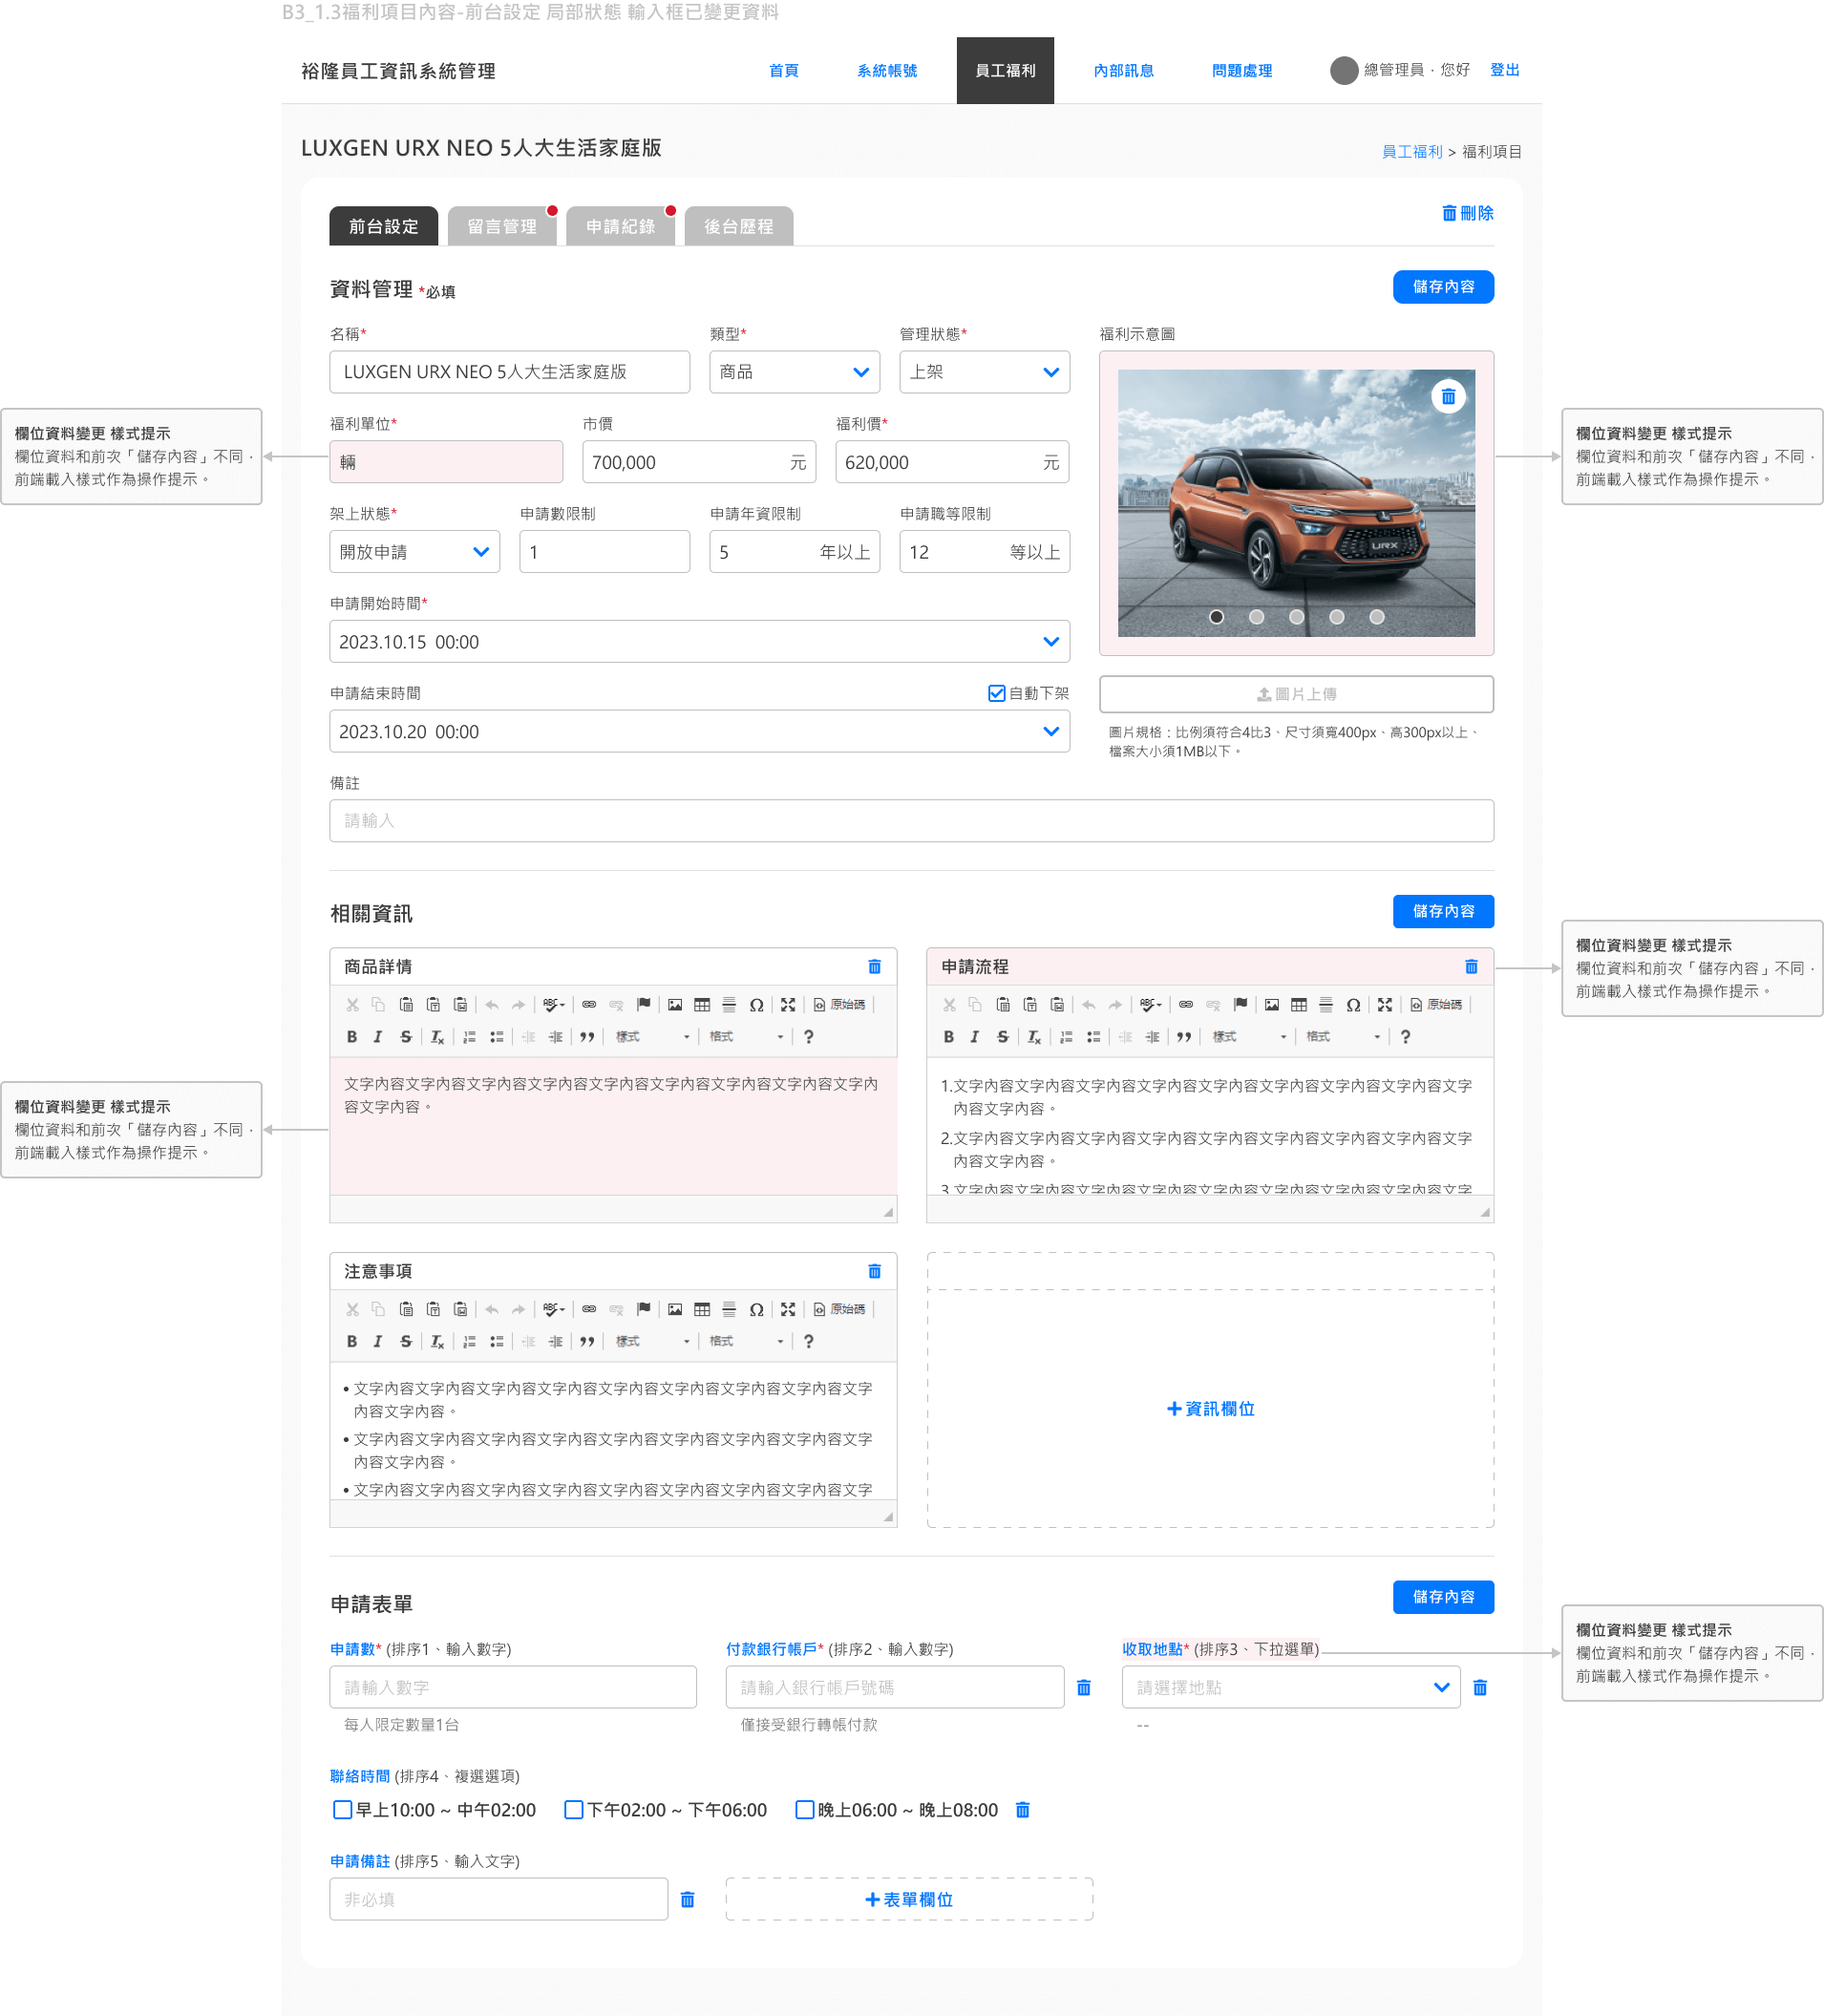 B3_1.3福利項目內容-前台設定 局部狀態 輸入框已變更資料
裕隆員工資訊系統管理
首頁
系統帳號
員工福利
內部訊息
問題處理
總管理員，您好
登出
LUXGEN URX NEO 5人大生活家庭版
員工福利 > 福利項目
前台設定
留言管理
申請紀錄
後台歷程
刪除
資料管理 *必填
儲存內容
名稱*
類型*
管理狀態*
福利示意圖
LUXGEN URX NEO 5人大生活家庭版
商品
上架
福利單位*
市價
福利價*
輛
700,000 元
620,000 元
欄位資料變更 樣式提示
欄位資料和前次「儲存內容」不同，
前端載入樣式作為操作提示。
欄位資料變更 樣式提示
欄位資料和前次「儲存內容」不同，
前端載入樣式作為操作提示。
架上狀態*
申請數限制
申請年資限制
申請職等限制
開放申請
1
5 年以上
12 等以上
URX
申請開始時間*
2023.10.15 00:00
申請結束時間
自動下架
2023.10.20 00:00
圖片上傳
圖片規格：比例須符合4比3、尺寸須寬400px、高300px以上、
檔案大小須1MB以下。
備註
請輸入
相關資訊
儲存內容
商品詳情
ABC
原始碼
B I S Tx
樣式
格式
?
文字內容文字內容文字內容文字內容文字內容文字內容文字內容文字內容文字內
容文字內容。
欄位資料變更 樣式提示
欄位資料和前次「儲存內容」不同，
前端載入樣式作為操作提示。
申請流程
ABC
原始碼
B I S Tx
樣式
格式
?
1.文字內容文字內容文字內容文字內容文字內容文字內容文字內容文字內容文字
內容文字內容。
2.文字內容文字內容文字內容文字內容文字內容文字內容文字內容文字內容文字
內容文字內容。
3.文字內容文字內容文字內容文字內容文字內容文字內容文字內容文字內容文字
欄位資料變更 樣式提示
欄位資料和前次「儲存內容」不同，
前端載入樣式作為操作提示。
注意事項
ABC
原始碼
B I S Tx
樣式
格式
?
• 文字內容文字內容文字內容文字內容文字內容文字內容文字內容文字內容文字
內容文字內容。
• 文字內容文字內容文字內容文字內容文字內容文字內容文字內容文字內容文字
內容文字內容。
• 文字內容文字內容文字內容文字內容文字內容文字內容文字內容文字內容文字
+資訊欄位
申請表單
儲存內容
申請數* (排序1、輸入數字)
請輸入數字
每人限定數量1台
付款銀行帳戶* (排序2、輸入數字)
請輸入銀行帳戶號碼
僅接受銀行轉帳付款
收取地點* (排序3、下拉選單)
請選擇地點
--
欄位資料變更 樣式提示
欄位資料和前次「儲存內容」不同，
前端載入樣式作為操作提示。
聯絡時間 (排序4、複選選項)
早上10:00 ~ 中午02:00
下午02:00 ~ 下午06:00
晚上06:00 ~ 晚上08:00
申請備註 (排序5、輸入文字)
非必填
+表單欄位